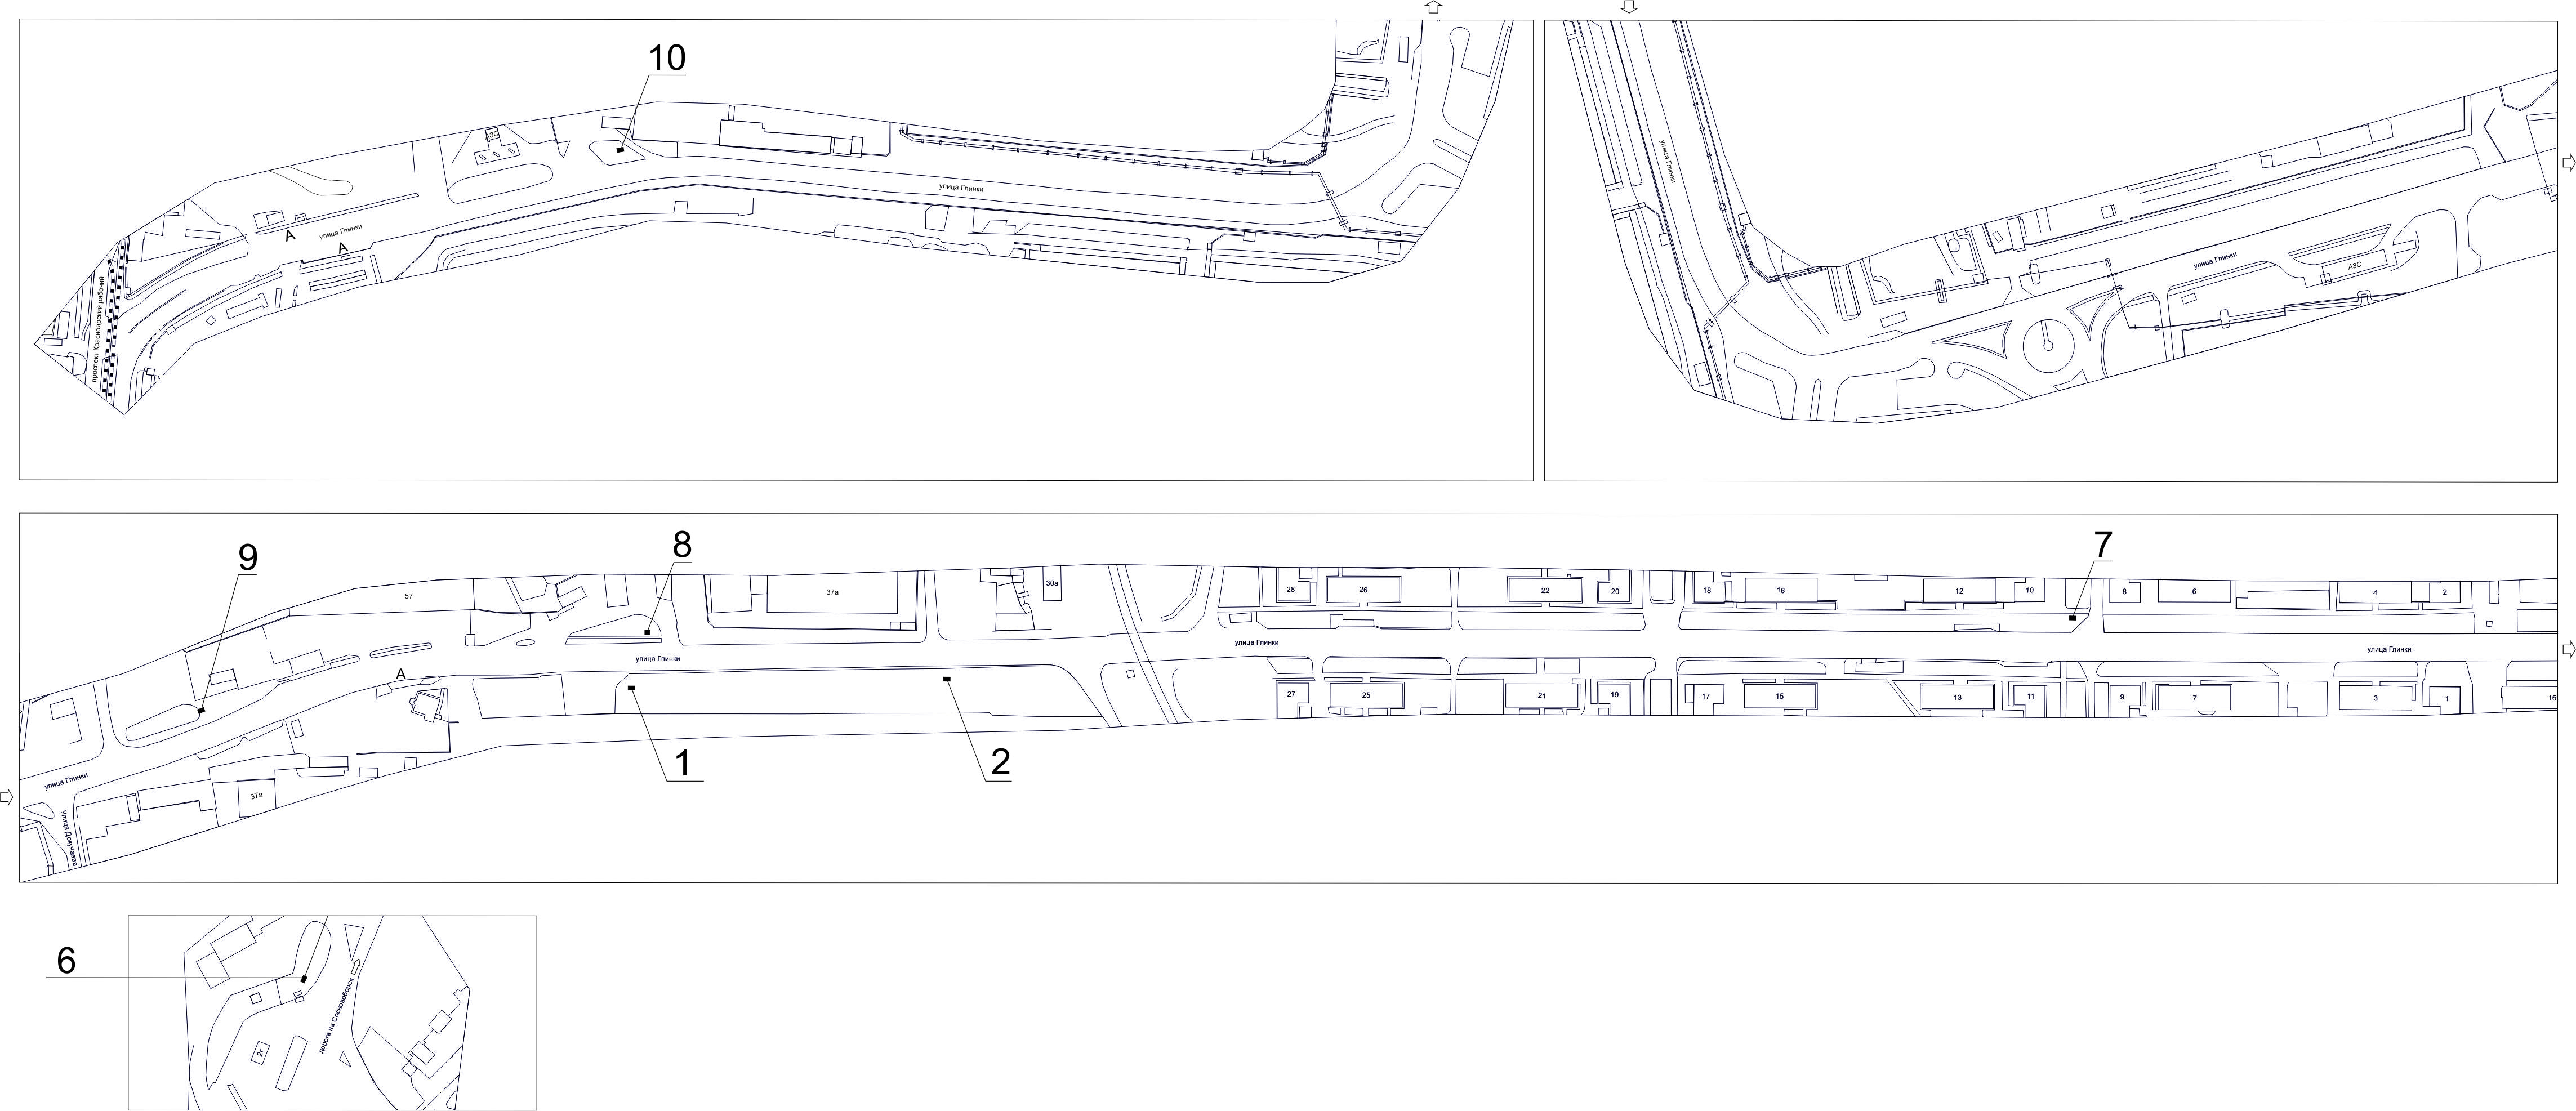 10
АЗС
улица Глинки
А
улица Глинки
А
проспект Красноярский рабочий
улица Глинки
улица Глинки
АЗС
9
8
7
57
37а
30а
28
26
22
20
18
16
12
10
8
6
4
2
улица Глинки
улица Глинки
улица Глинки
А
27
25
21
19
17
15
13
11
9
7
3
1
16
1
2
улица Глинки
37а
Улица Докучаева
6
дорога на Сосновоборск
2г